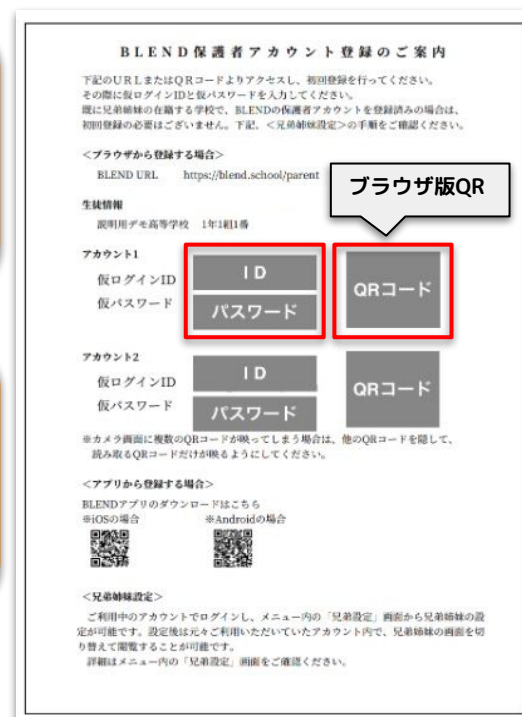 BLEND保護者アカウント登録のご案内
下記のURLまたはQRコードよりアクセスし、初回登録を行ってください。
その際に仮ログインIDと仮パスワードを入力してください。
既に兄弟姉妹の在籍する学校で、BLENDの保護者アカウントを登録済みの場合は、
初回登録の必要はございません。下記、<兄弟姉妹設定>の手順をご確認ください。
<ブラウザから登録する場合>
BLEND URL https://blend.school/parent
ブラウザ版QR
生徒情報
説明用デモ高等学校 1年1組1番
アカウント1
仮ログインID ID
仮パスワード パスワード
QRコード
アカウント2
仮ログインID ID
仮パスワード パスワード
QRコード
※カメラ画面に複数のQRコードが映ってしまう場合は、他のQRコードを隠して、
読み取るQRコードだけが映るようにしてください。
<アプリから登録する場合>
BLENDアプリのダウンロードはこちら
※iOSの場合 ※Androidの場合
<兄弟姉妹設定>
ご利用中のアカウントでログインし、メニュー内の「兄弟設定」画面から兄弟姉妹の設
定が可能です。設定後は元々ご利用いただいていたアカウント内で、兄弟姉妹の画面を切
り替えて閲覧することが可能です。
詳細はメニュー内の「兄弟設定」画面をご確認ください。